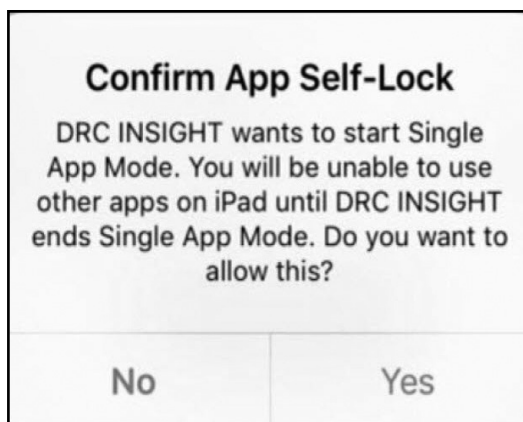 Confirm App Self-Lock
DRC INSIGHT wants to start Single
App Mode. You will be unable to use
other apps on iPad until DRC INSIGHT
ends Single App Mode. Do you want to
allow this?
No Yes